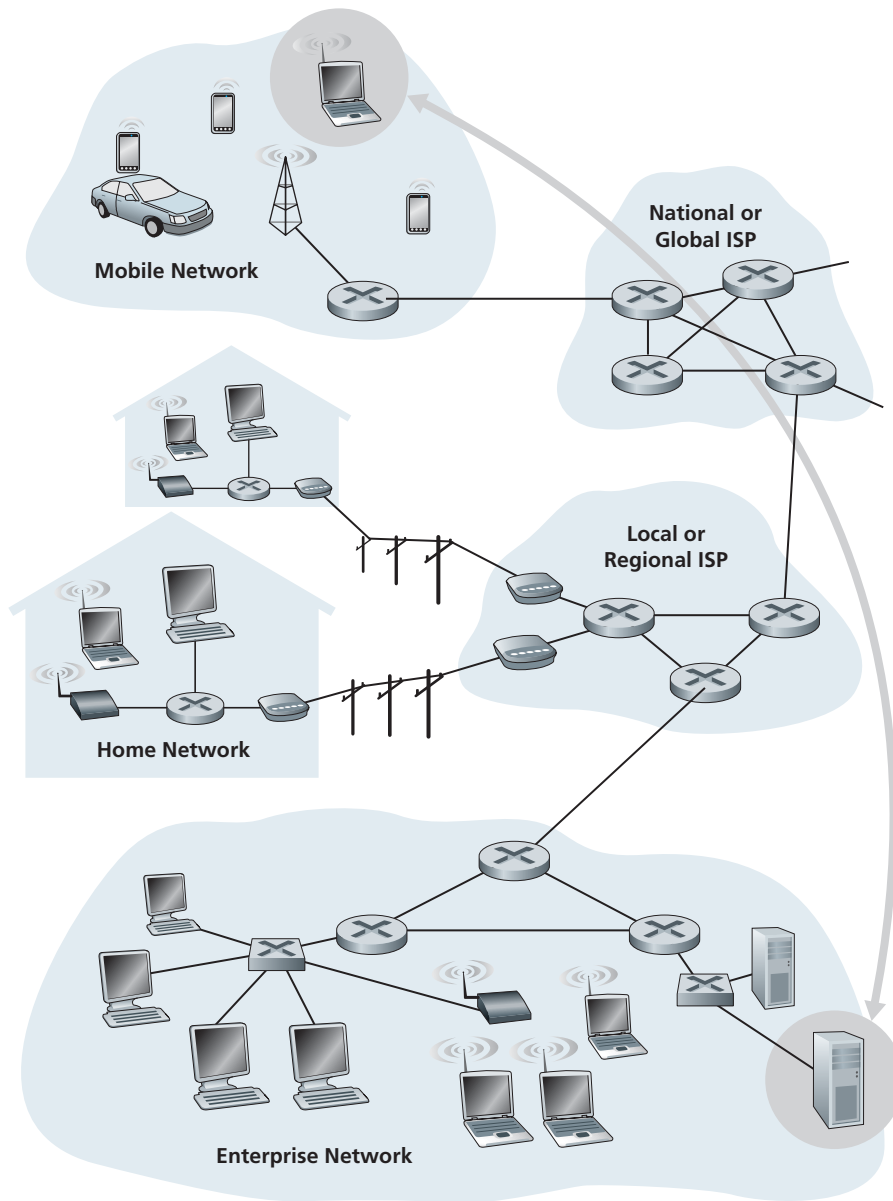 National or
Global ISP
Mobile Network
Local or
Regional ISP
Home Network
Enterprise Network